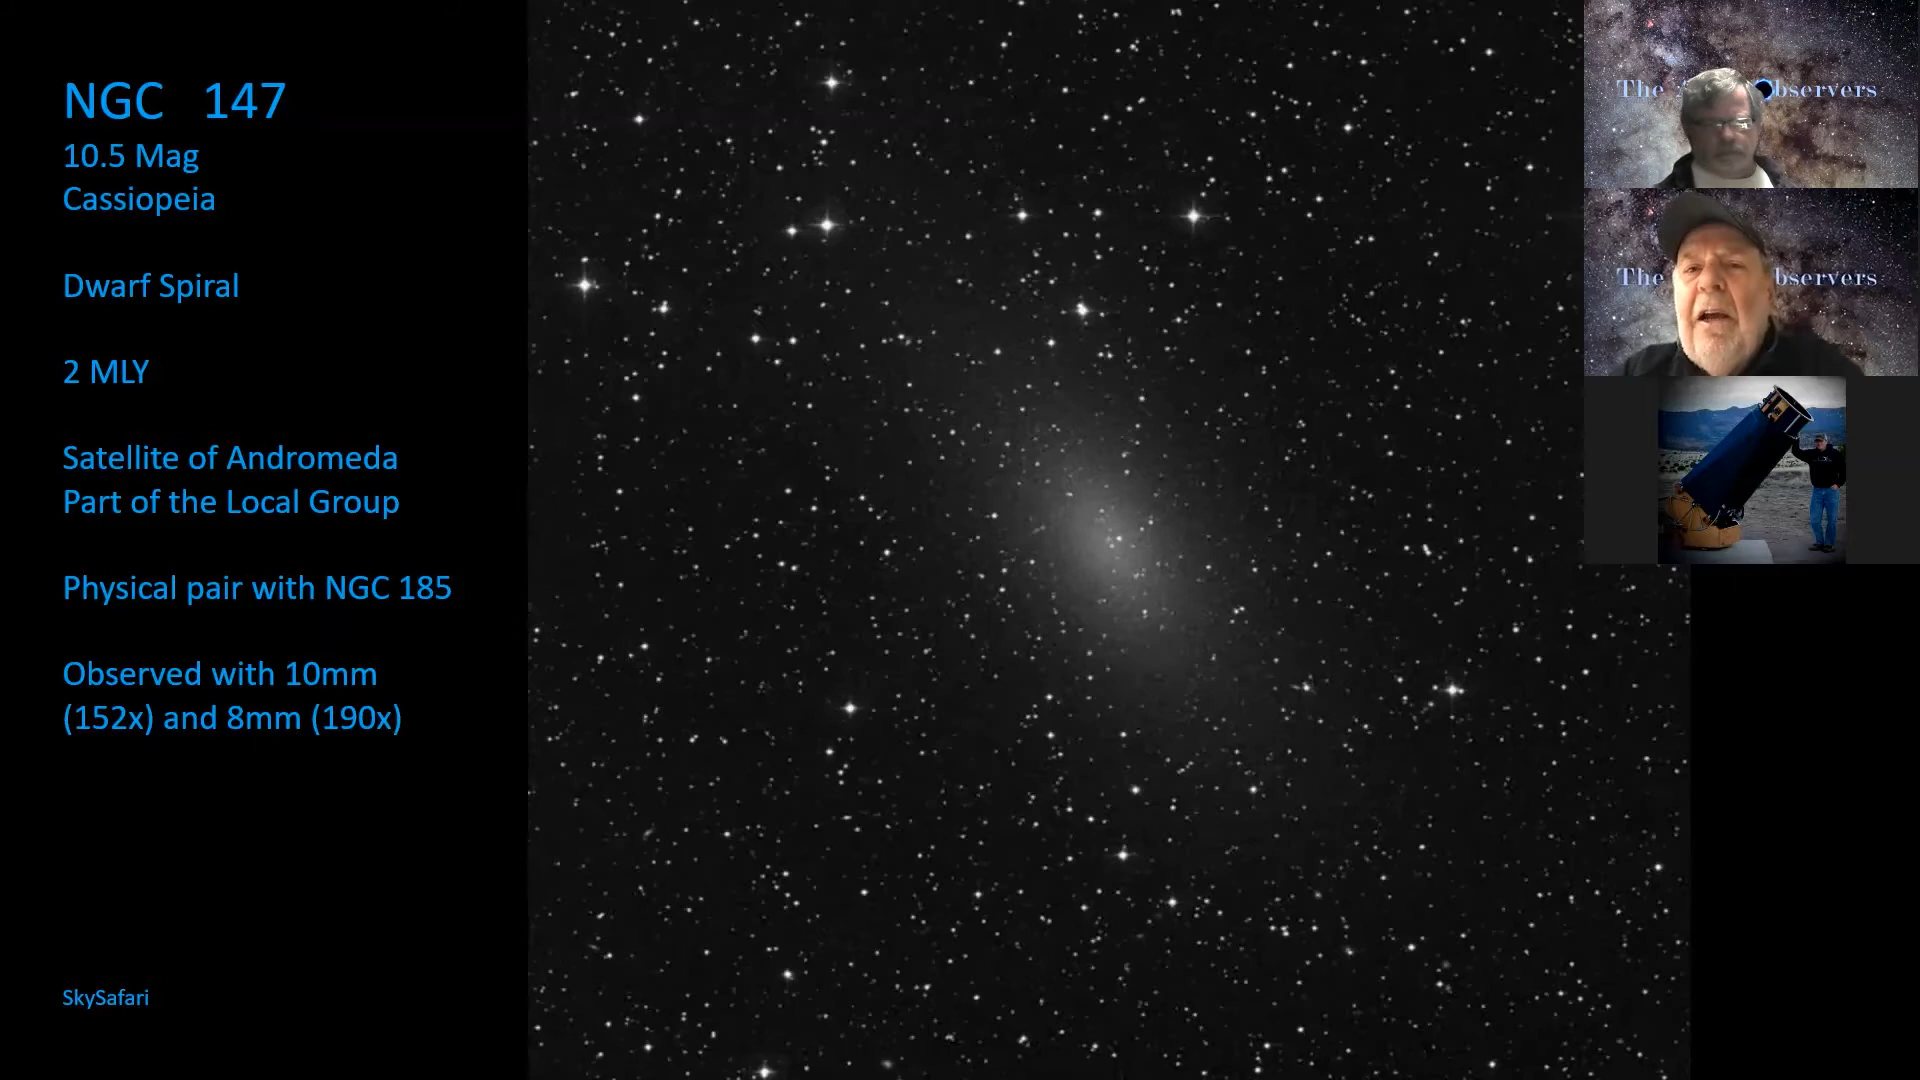 NGC 147
10.5 Mag
Cassiopeia
Dwarf Spiral
2 MLY
Satellite of Andromeda
Part of the Local Group
Physical pair with NGC 185
Observed with 10mm
(152x) and 8mm (190x)
SkySafari
The bservers
The bservers